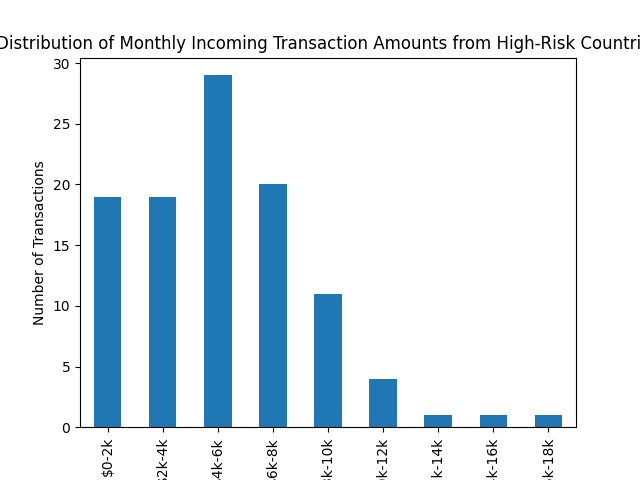 Distribution of Monthly Incoming Transaction Amounts from High-Risk Countri
Number of Transactions
30
25
20
15
10
5
0
$0-2k
$2k-4k
4k-6k
6k-8k
k-10k
k-12k
k-14k
k-16k
k-18k